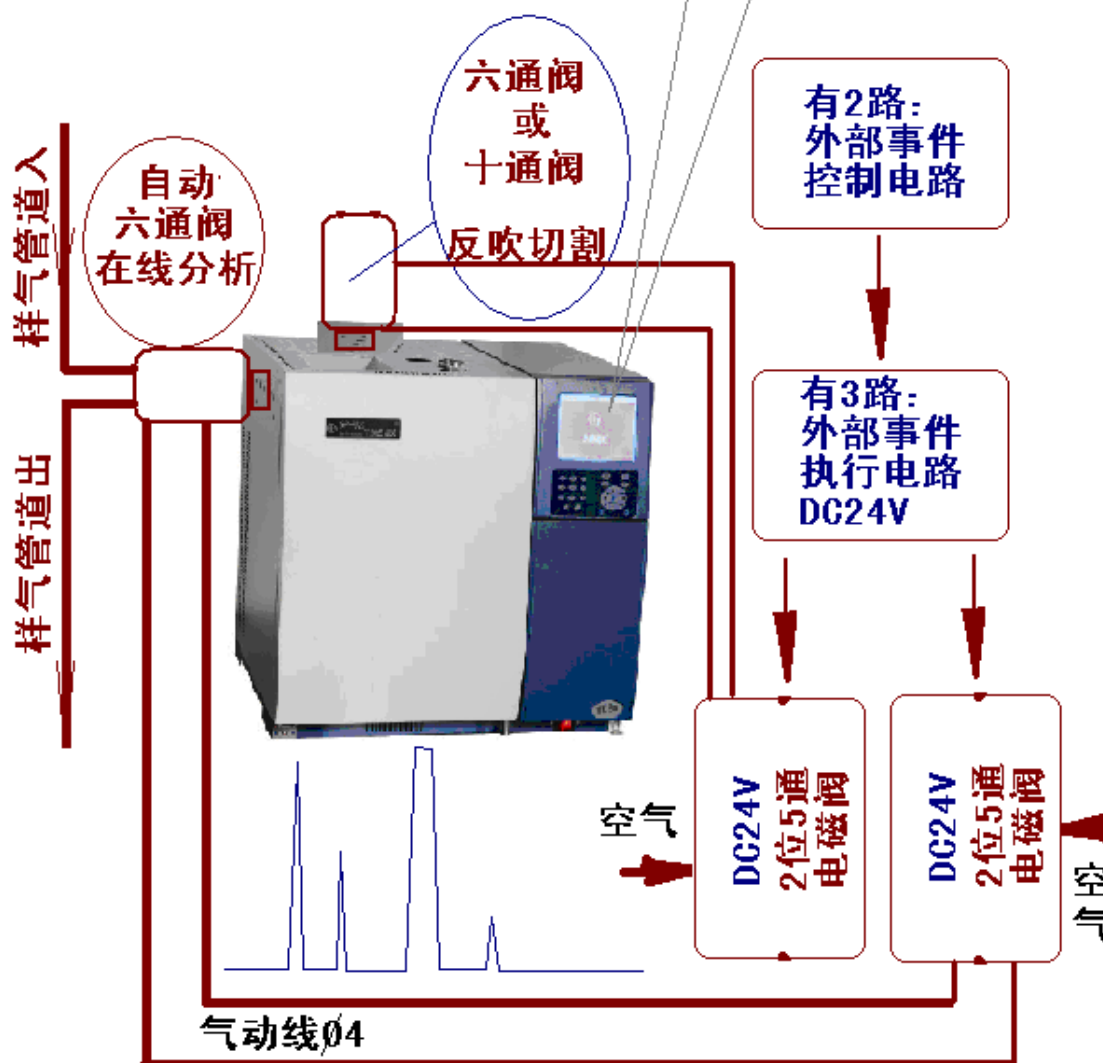 六通阀
或
十通阀
反吹切割
有2路：
外部事件
控制电路
自动
六通阀
在线分析
样气管道入
样气管道出
有3路：
外部事件
执行电路
DC24V
空气
DC24V
2位5通
电磁阀
DC24V
2位5通
电磁阀
空
气
气动线Ø4